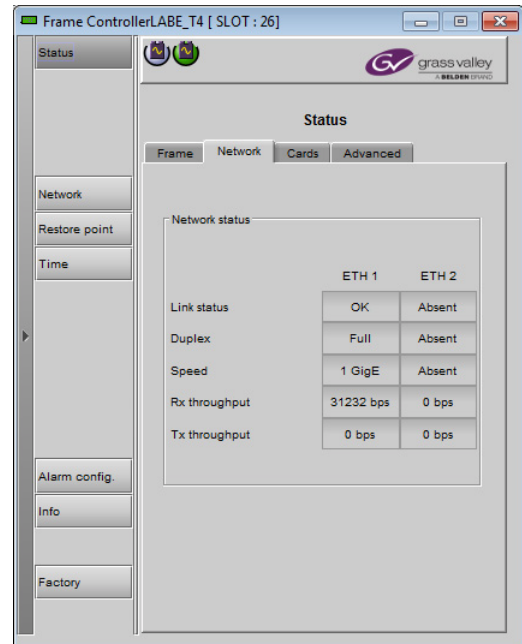 Frame ControllerLABE_T4 [ SLOT : 26]
Status
grass valley
A BELDEN BRAND
Status
Frame Network Cards Advanced
Network
Restore point
Time
Alarm config.
Info
Factory
Network status
ETH 1 ETH 2
Link status OK Absent
Duplex Full Absent
Speed 1 GigE Absent
Rx throughput 31232 bps 0 bps
Tx throughput 0 bps 0 bps